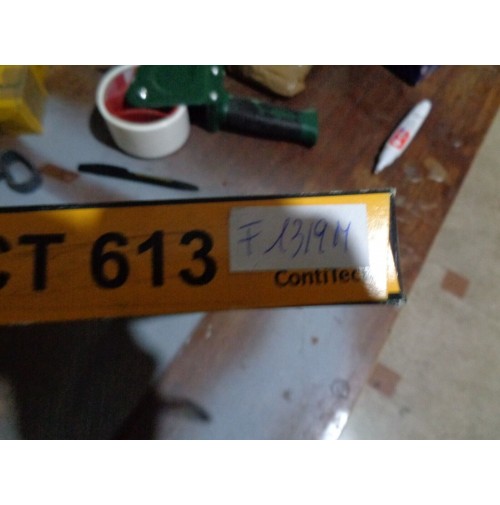 CT 613
F 1319M
ContiTech